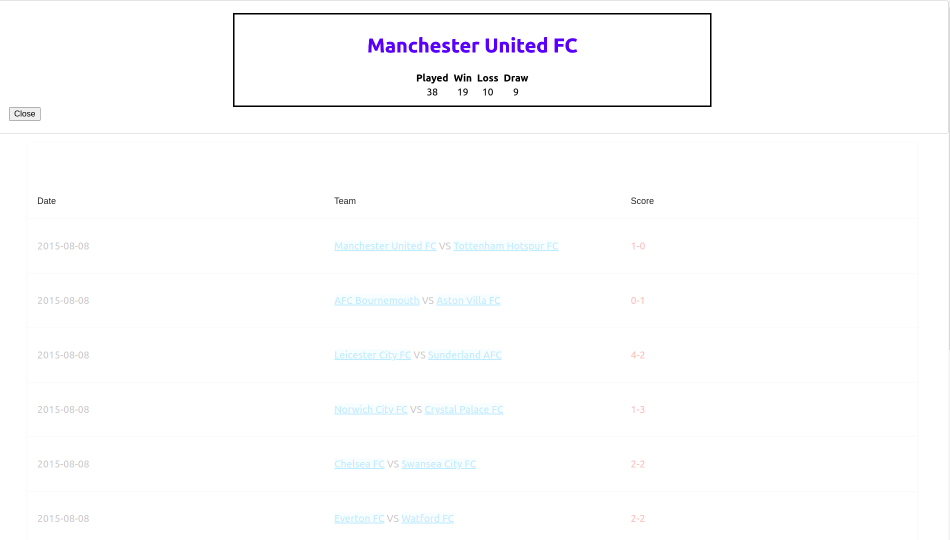 Manchester United FC
Played Win Loss Draw
38 19 10 9
Close
Date Team Score
2015-08-08 Manchester United FC VS Tottenham Hotspur FC 1-0
2015-08-08 AFC Bournemouth VS Aston Villa FC 0-1
2015-08-08 Leicester City FC VS Sunderland AFC 4-2
2015-08-08 Norwich City FC VS Crystal Palace FC 1-3
2015-08-08 Chelsea FC VS Swansea City FC 2-2
2015-08-08 Everton FC VS Watford FC 2-2